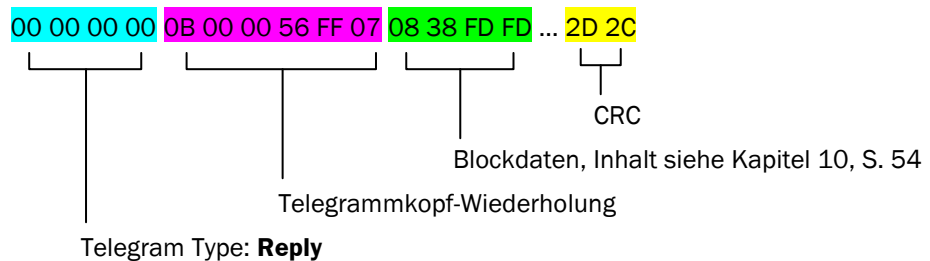 00 00 00 00 0B 00 00 56 FF 07 08 38 FD FD ... 2D 2C
CRC
Blockdaten, Inhalt siehe Kapitel 10, S. 54
Telegrammkopf-Wiederholung
Telegram Type: Reply